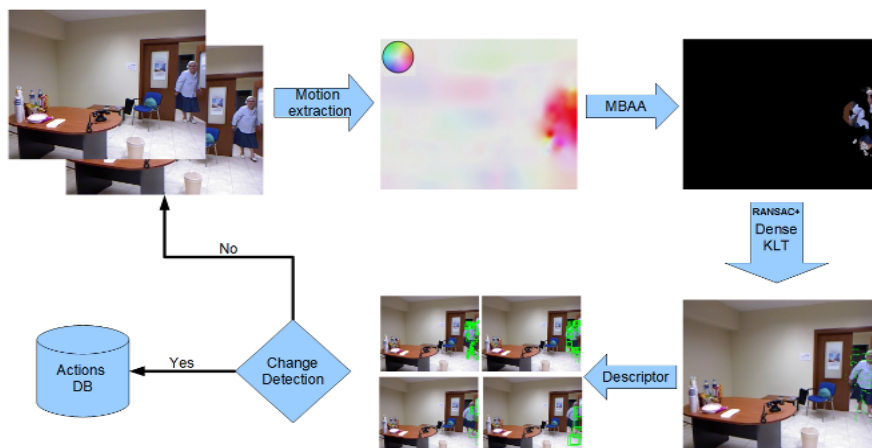 Motion
extraction
MBAA
RANSAC+
Dense
KLT
No
Actions
DB
Yes
Change
Detection
Descriptor